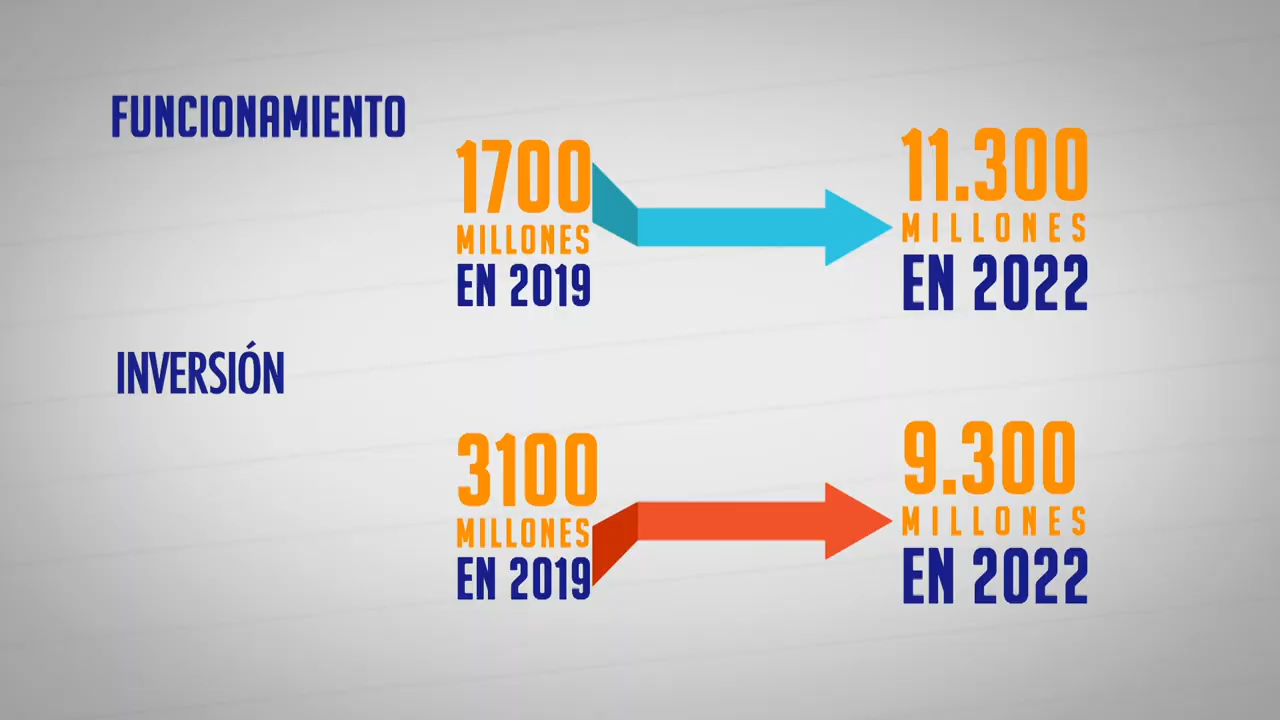 FUNCIONAMIENTO
1700
MILLONES
EN 2019
11.300
MILLONES
EN 2022
INVERSIÓN
3100
MILLONES
EN 2019
9.300
MILLONES
EN 2022